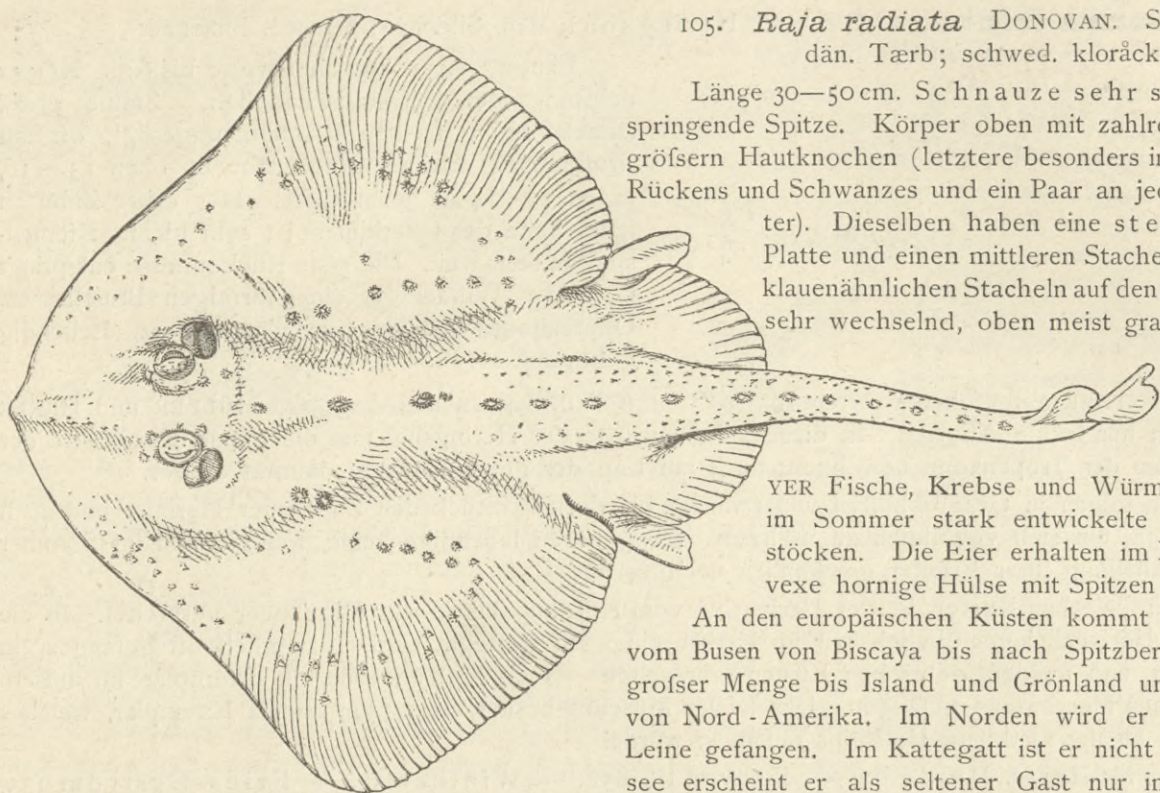 105. Raja radiata DONOVAN. S
dän. Tærb; schwed. kloråck
Länge 30—50 cm. Schnauze sehr s
springende Spitze. Körper oben mit zahlre
gröfsern Hautknochen (letztere besonders in
Rückens und Schwanzes und ein Paar an jed
ter). Dieselben haben eine ste
Platte und einen mittleren Stache
klauenähnlichen Stacheln auf den
sehr wechselnd, oben meist gra
YER Fische, Krebse und Würm
im Sommer stark entwickelte
stöcken. Die Eier erhalten im
vexe hornige Hülse mit Spitzen
An den europäischen Küsten kommt
vom Busen von Biscaya bis nach Spitzber
grofser Menge bis Island und Grönland un
von Nord-Amerika. Im Norden wird er
Leine gefangen. Im Kattegatt ist er nicht
see erscheint er als seltener Gast nur in